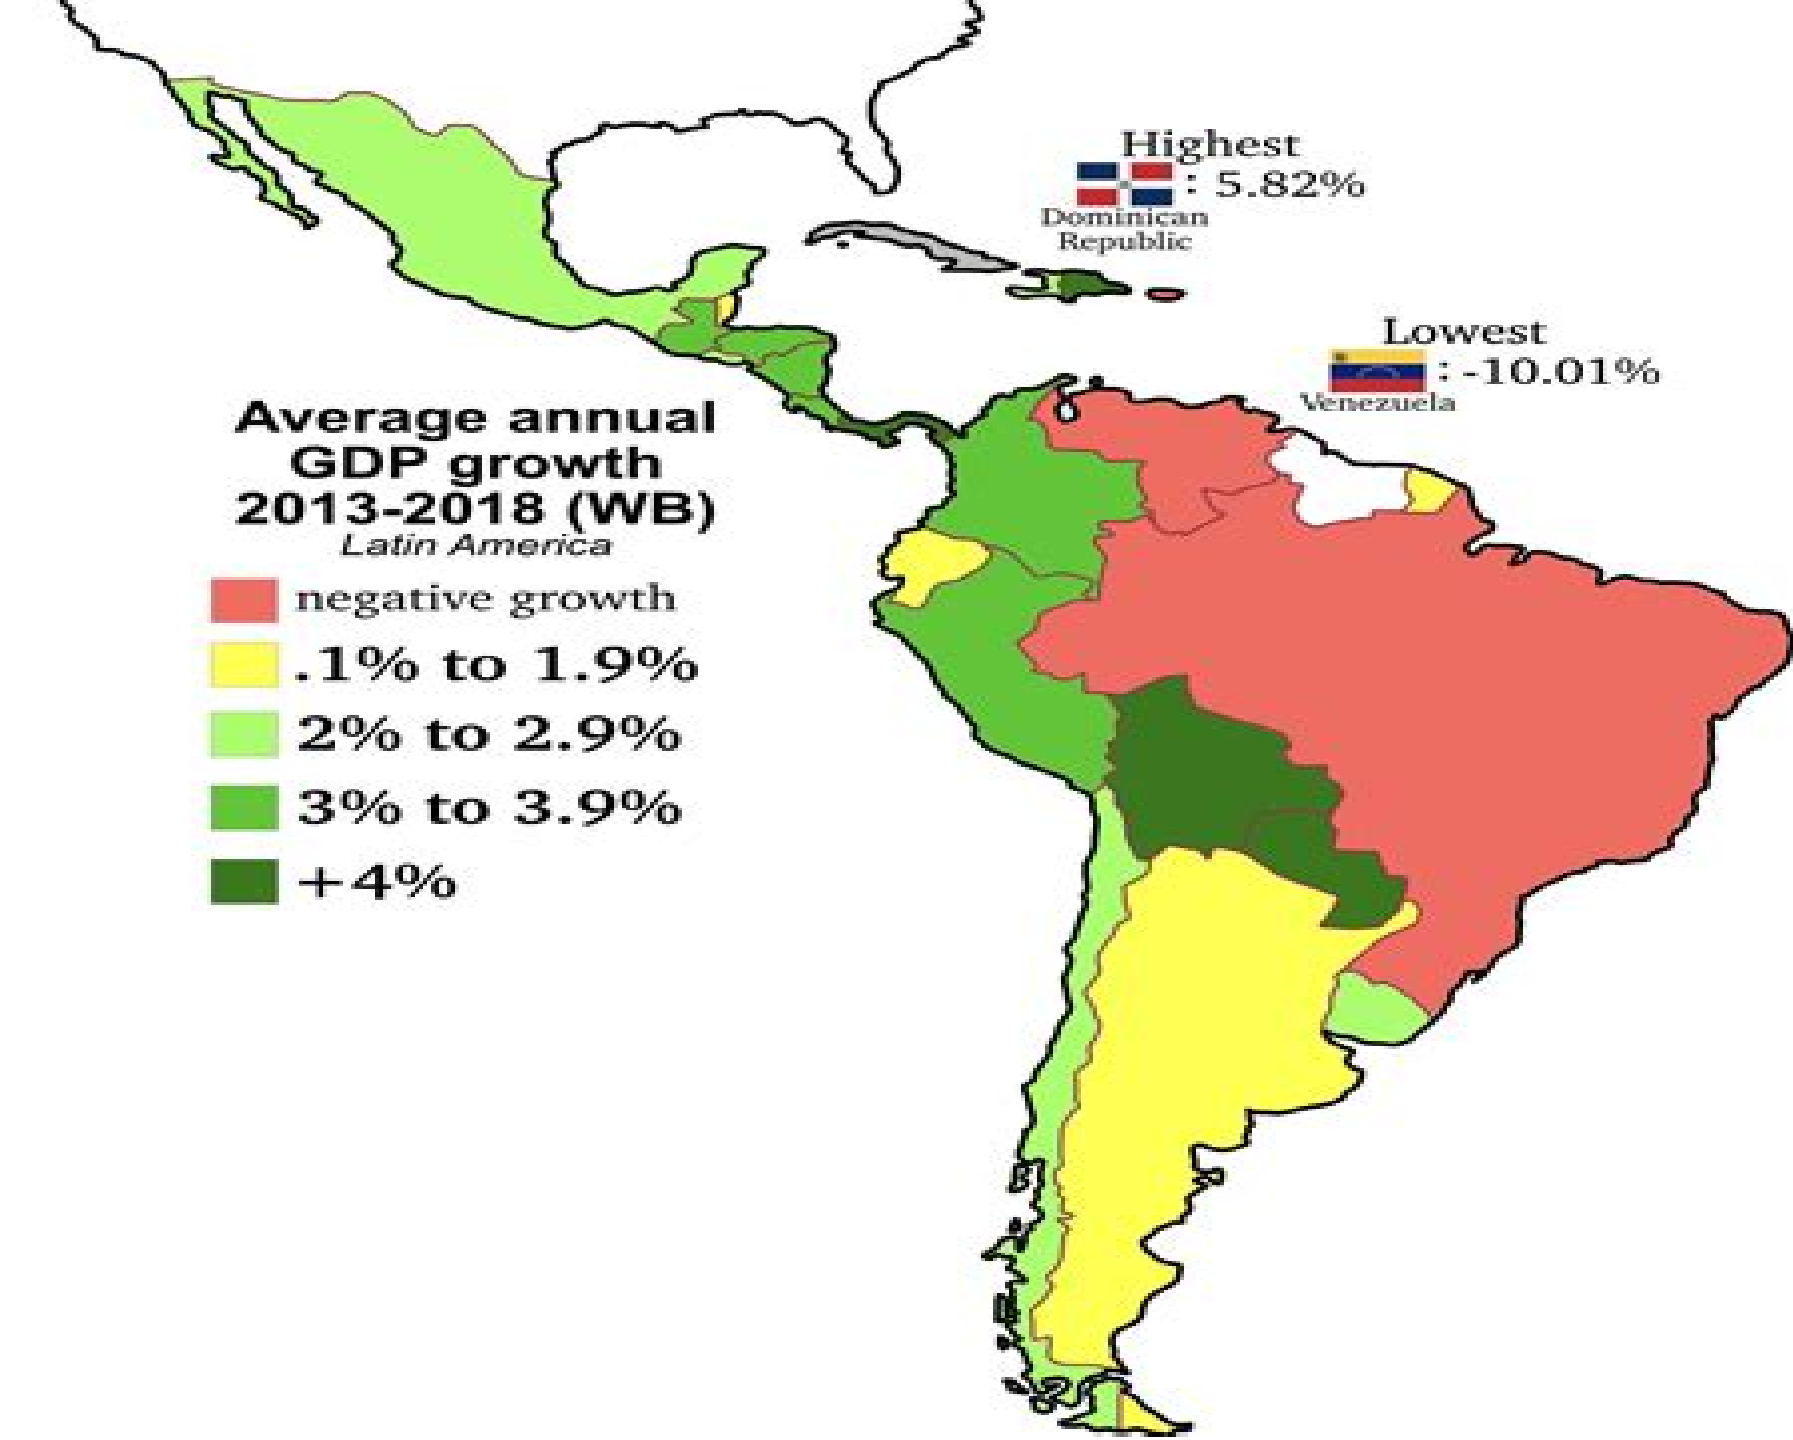 Highest
: 5.82%
Dominican
Republic
Lowest
: -10.01%
Venezuela
Average annual
GDP growth
2013-2018 (WB)
Latin America
negative growth
.1% to 1.9%
2% to 2.9%
3% to 3.9%
+4%